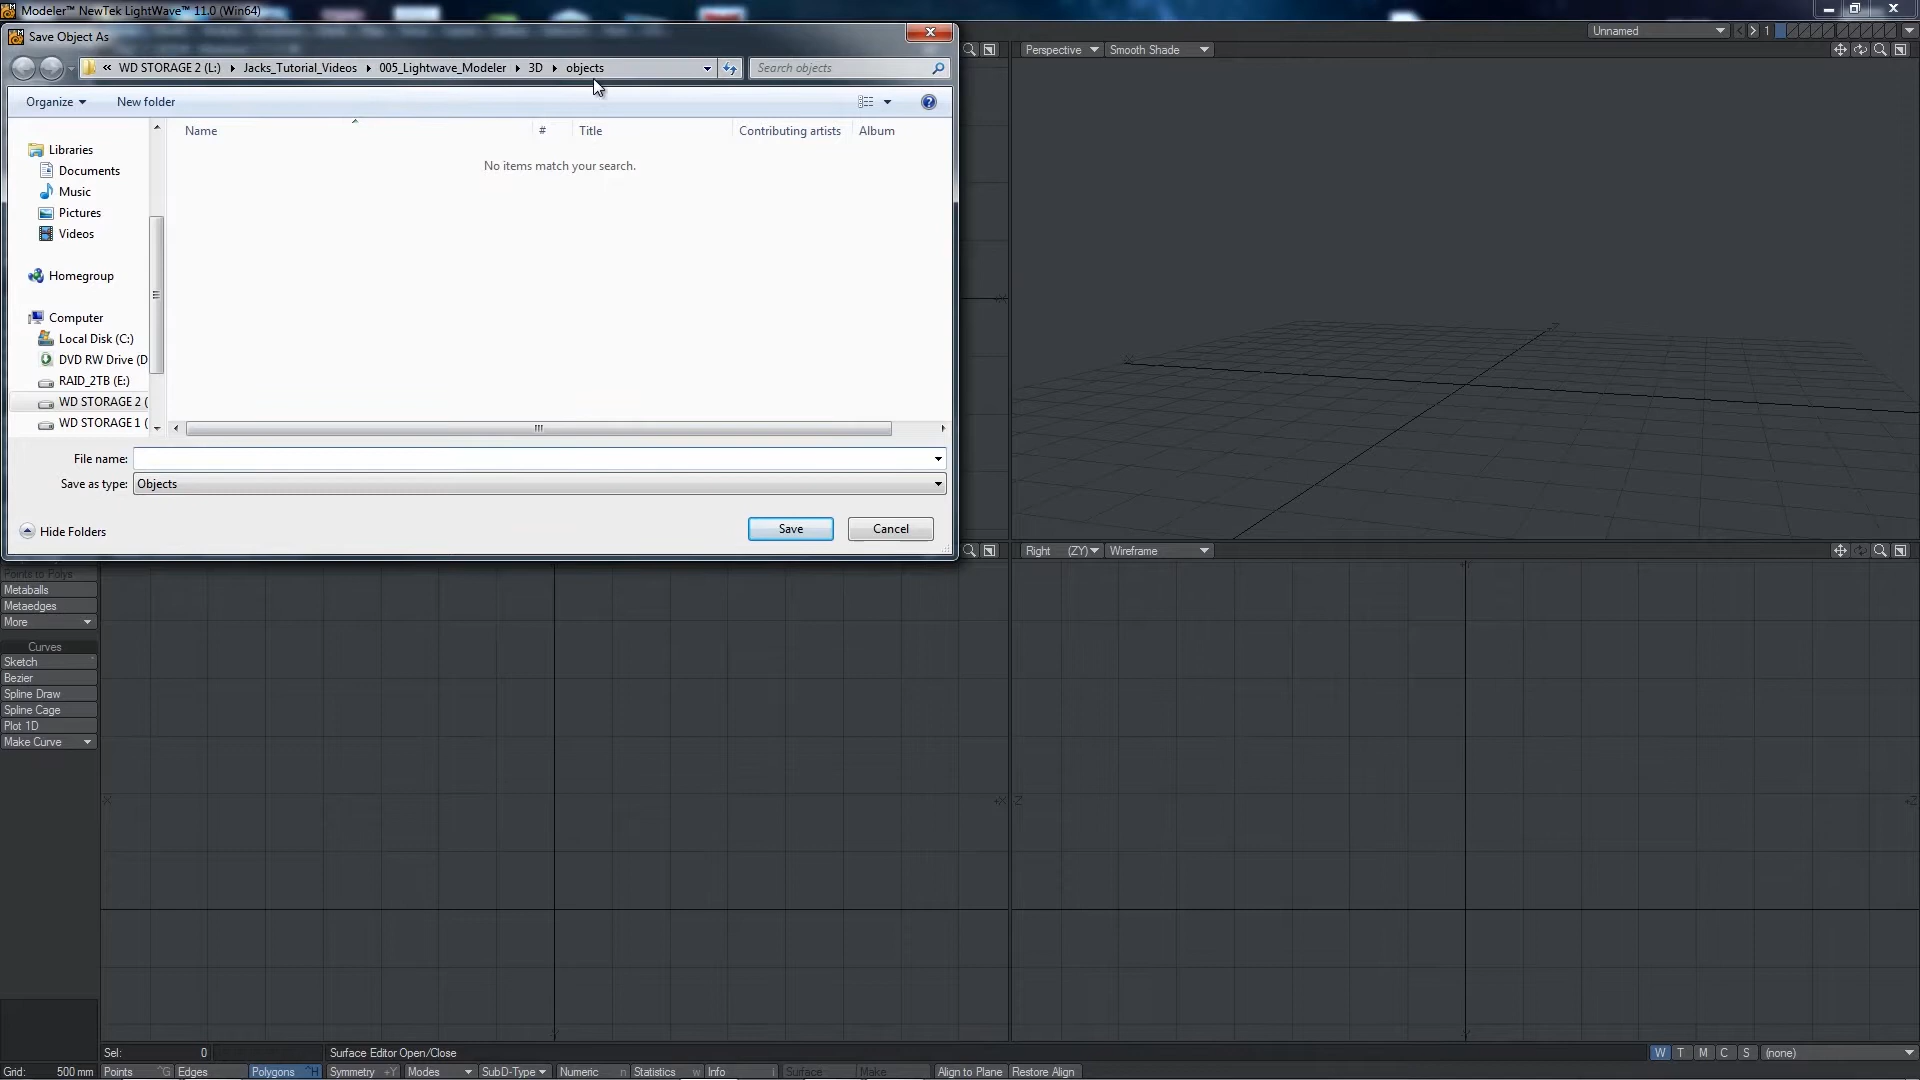 Modeler™ NewTek LightWave™ 11.0 (Win64)
Save Object As
Unnamed
1
« WD STORAGE 2 (L:) Jacks_Tutorial_Videos 005_Lightwave_Modeler 3D objects
Search objects
Perspective
Smooth Shade
Organize
New folder
Name
#
Title
Contributing artists
Album
No items match your search.
Libraries
Documents
Music
Pictures
Videos
Homegroup
Computer
Local Disk (C:)
DVD RW Drive (D
RAID_2TB (E:)
WD STORAGE 2 (
WD STORAGE 1 (
File name:
Save as type: Objects
Hide Folders
Save
Cancel
Right (ZY)
Wireframe
Points to Polys
Metaballs
Metaedges
More
Curves
Sketch
Bezier
Spline Draw
Spline Cage
Plot 1D
Make Curve
X
+X
Z
+Z
Sel: 0
Surface Editor Open/Close
W T M C S (none)
Grid: 500 mm
Points ^G
Edges
Polygons ^H
Symmetry +Y
Modes
SubD-Type
Numeric n
Statistics w
Info i
Surface
Make
Align to Plane
Restore Align